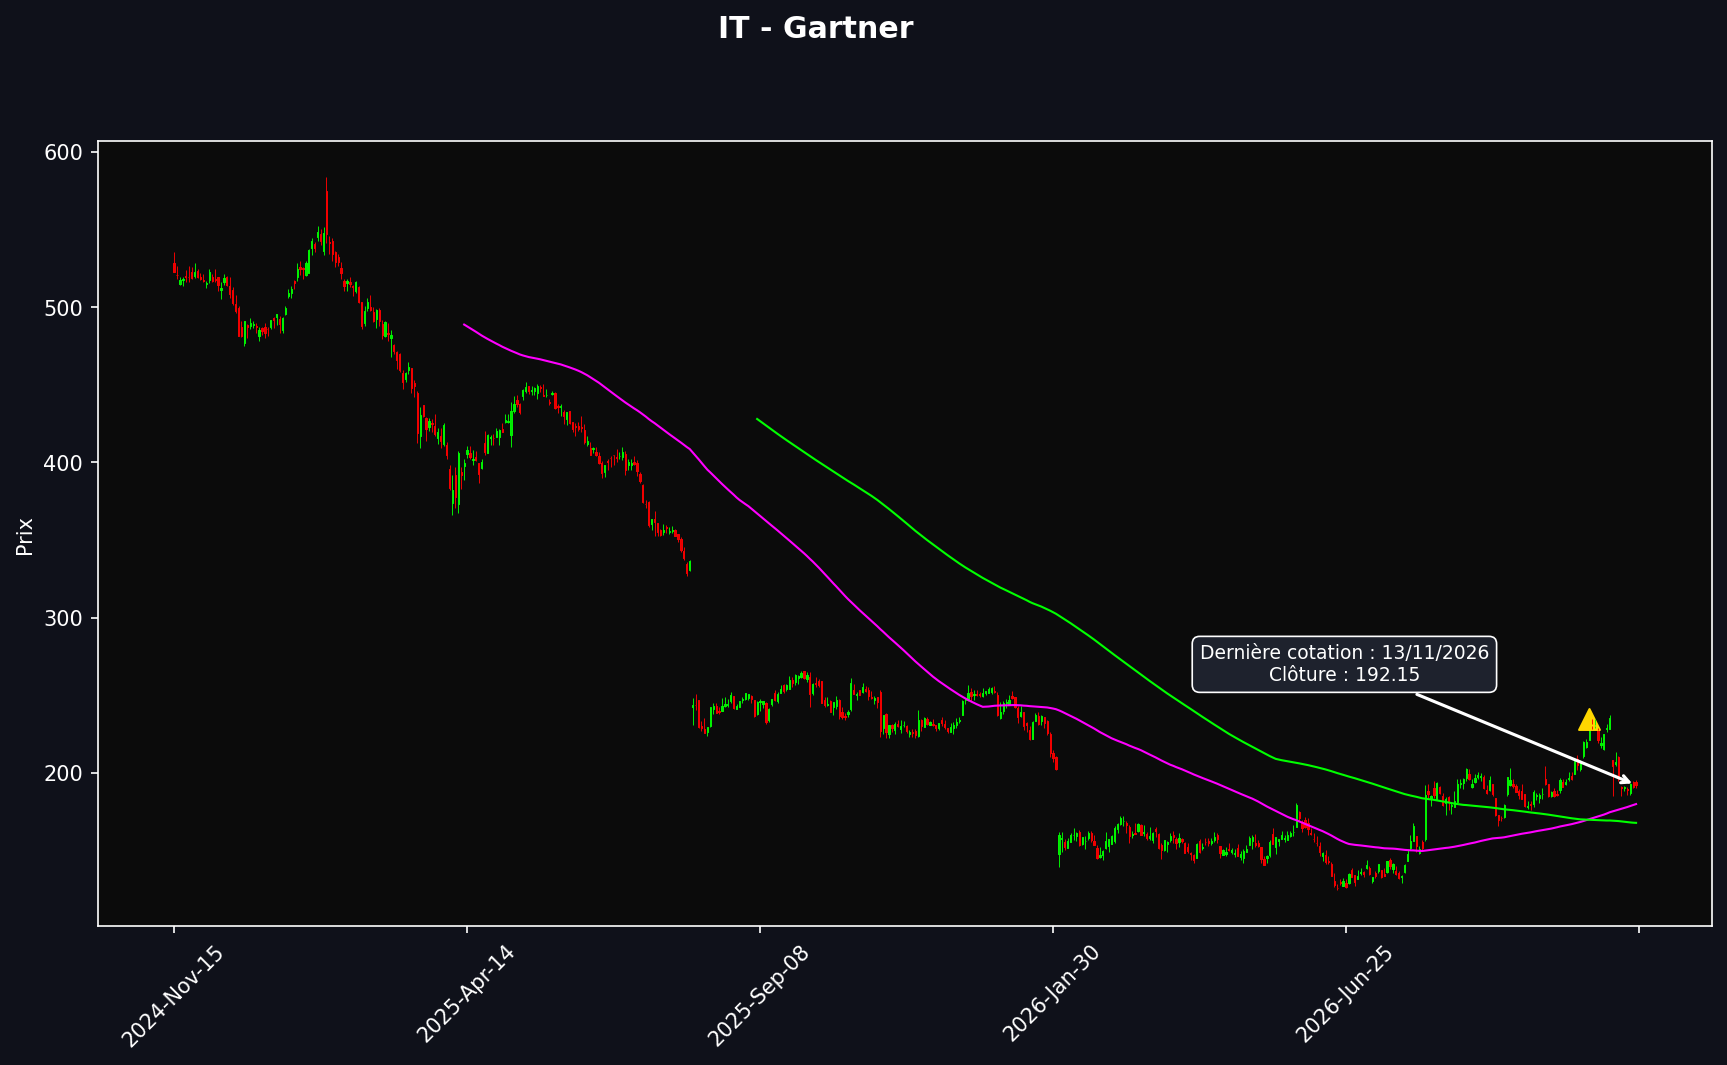 IT - Gartner
600
500
400
300
200
Prix
Dernière cotation : 13/11/2026
Clôture : 192.15
2024-Nov-15
2025-Apr-14
2025-Sep-08
2026-Jan-30
2026-Jun-25